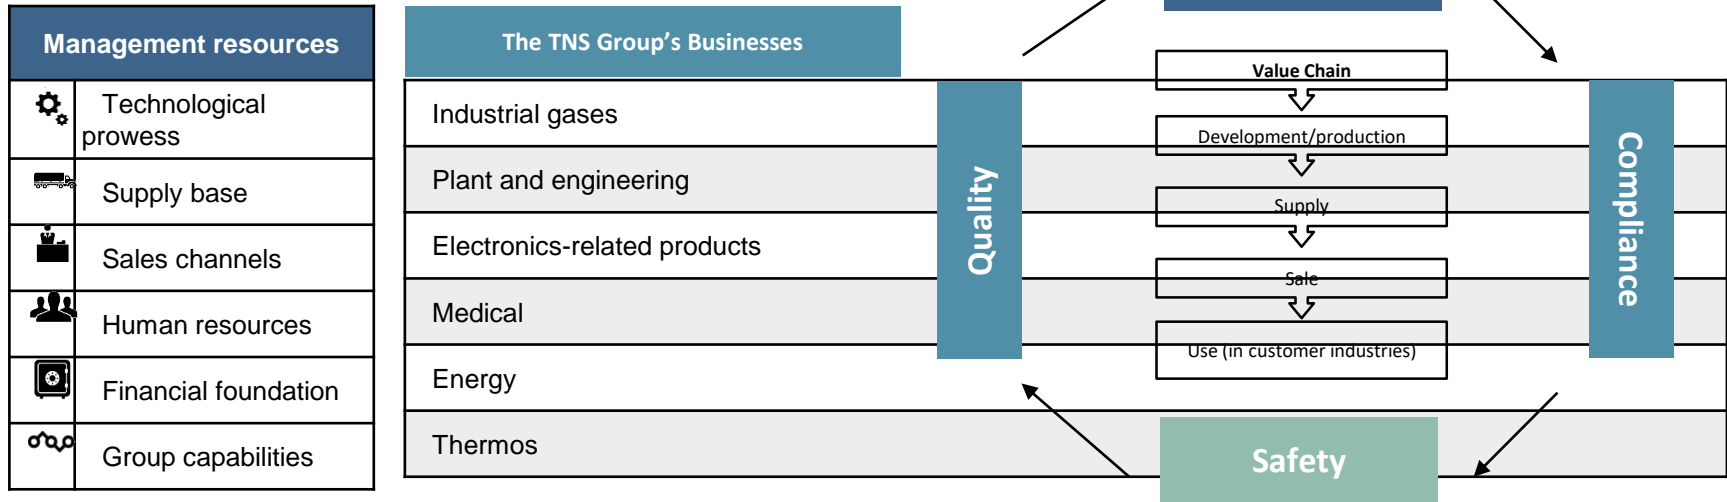 Management resources
Technological
prowess
Supply base
Sales channels
Human resources
Financial foundation
Group capabilities
The TNS Group’s Businesses
Industrial gases
Plant and engineering
Electronics-related products
Medical
Energy
Thermos
Quality
Value Chain
Development/production
Supply
Sale
Use (in customer industries)
Compliance
Safety